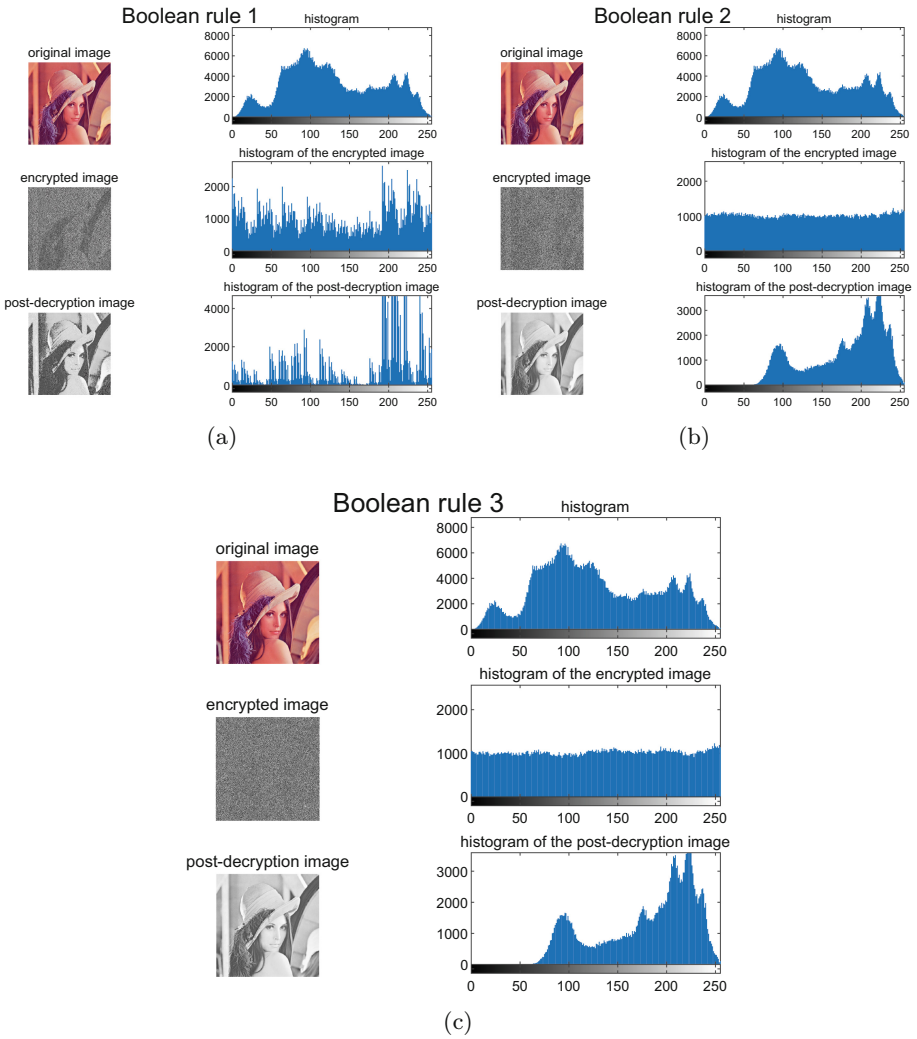 Boolean rule 1
histogram
original image
8000
6000
4000
2000
0
0 50 100 150 200 250
histogram of the encrypted image
encrypted image
2000
1000
0
0 50 100 150 200 250
histogram of the post-decryption image
post-decryption image
4000
2000
0
0 50 100 150 200 250
(a)
Boolean rule 2
histogram
original image
8000
6000
4000
2000
0
0 50 100 150 200 250
histogram of the encrypted image
encrypted image
2000
1000
0
0 50 100 150 200 250
histogram of the post-decryption image
post-decryption image
3000
2000
1000
0
0 50 100 150 200 250
(b)
Boolean rule 3
histogram
original image
8000
6000
4000
2000
0
0 50 100 150 200 250
histogram of the encrypted image
encrypted image
2000
1000
0
0 50 100 150 200 250
histogram of the post-decryption image
post-decryption image
3000
2000
1000
0
0 50 100 150 200 250
(c)